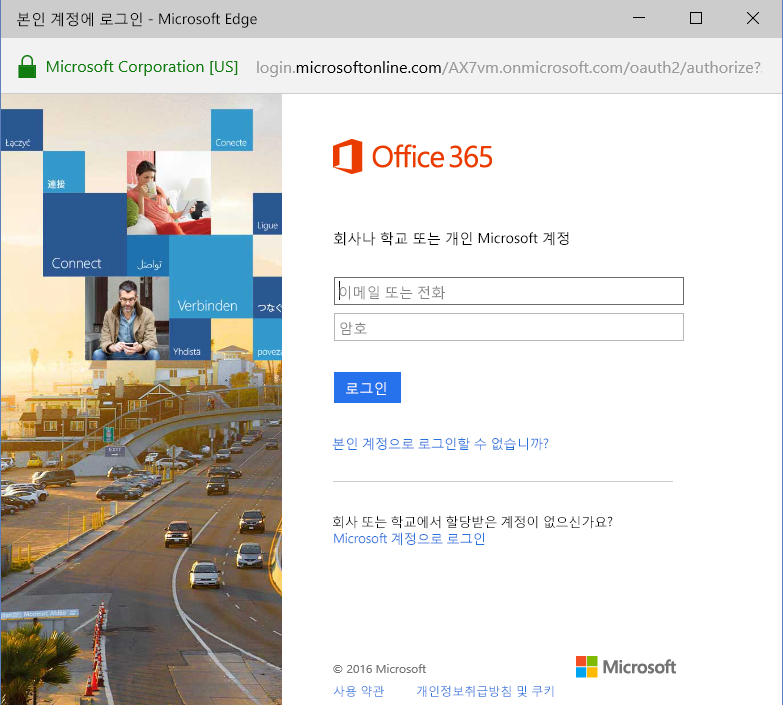 본인 계정에 로그인 - Microsoft Edge
Microsoft Corporation [US] login.microsoftonline.com/AX7vm.onmicrosoft.com/oauth2/authorize?
Łączyć
Conecte
連接
Ligue
Connect
تواصل
Verbinden
つなぐ
Yhdistä
poveza
EXIT
Office 365
회사나 학교 또는 개인 Microsoft 계정
이메일 또는 전화
암호
로그인
본인 계정으로 로그인할 수 없습니까?
회사 또는 학교에서 할당받은 계정이 없으신가요?
Microsoft 계정으로 로그인
© 2016 Microsoft
Microsoft
사용 약관 개인정보취급방침 및 쿠키